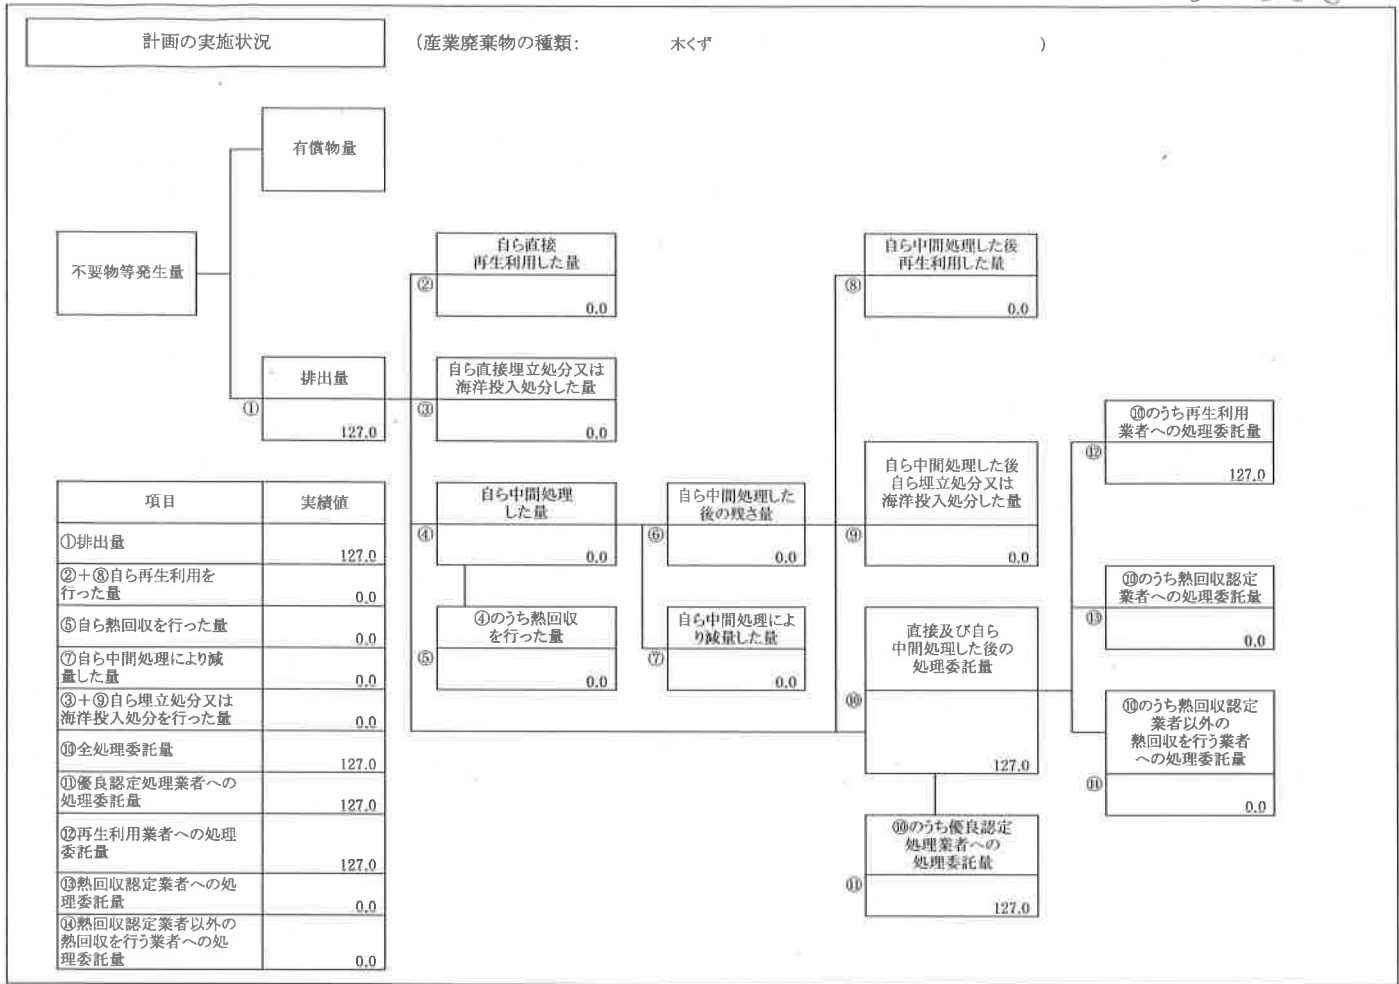 計画の実施状況
(産業廃棄物の種類: 木くず )
有償物量
不要物等発生量
排出量
①
127.0
自ら直接
再生利用した量
②
0.0
自ら直接埋立処分又は
海洋投入処分した量
③
0.0
自ら中間処理
した量
④
0.0
④のうち熱回収
を行った量
⑤
0.0
自ら中間処理した
後の残さ量
⑥
0.0
自ら中間処理によ
り減量した量
⑦
0.0
自ら中間処理した後
再生利用した量
⑧
0.0
自ら中間処理した後
自ら埋立処分又は
海洋投入処分した量
⑨
0.0
直接及び自ら
中間処理した後の
処理委託量
⑩
127.0
⑩のうち優良認定
処理業者への
処理委託量
⑪
127.0
⑩のうち再生利用
業者への処理委託量
⑫
127.0
⑩のうち熱回収認定
業者への処理委託量
⑬
0.0
⑩のうち熱回収認定
業者以外の
熱回収を行う業者
への処理委託量
⑭
0.0
項目 実績値
①排出量 127.0
②+⑧自ら再生利用を
行った量 0.0
⑤自ら熱回収を行った量 0.0
⑦自ら中間処理により減
量した量 0.0
③+⑨自ら埋立処分又は
海洋投入処分を行った量 0.0
⑩全処理委託量 127.0
⑪優良認定処理業者への
処理委託量 127.0
⑫再生利用業者への処理
委託量 127.0
⑬熱回収認定業者への処
理委託量 0.0
⑭熱回収認定業者以外の
熱回収を行う業者への処
理委託量 0.0